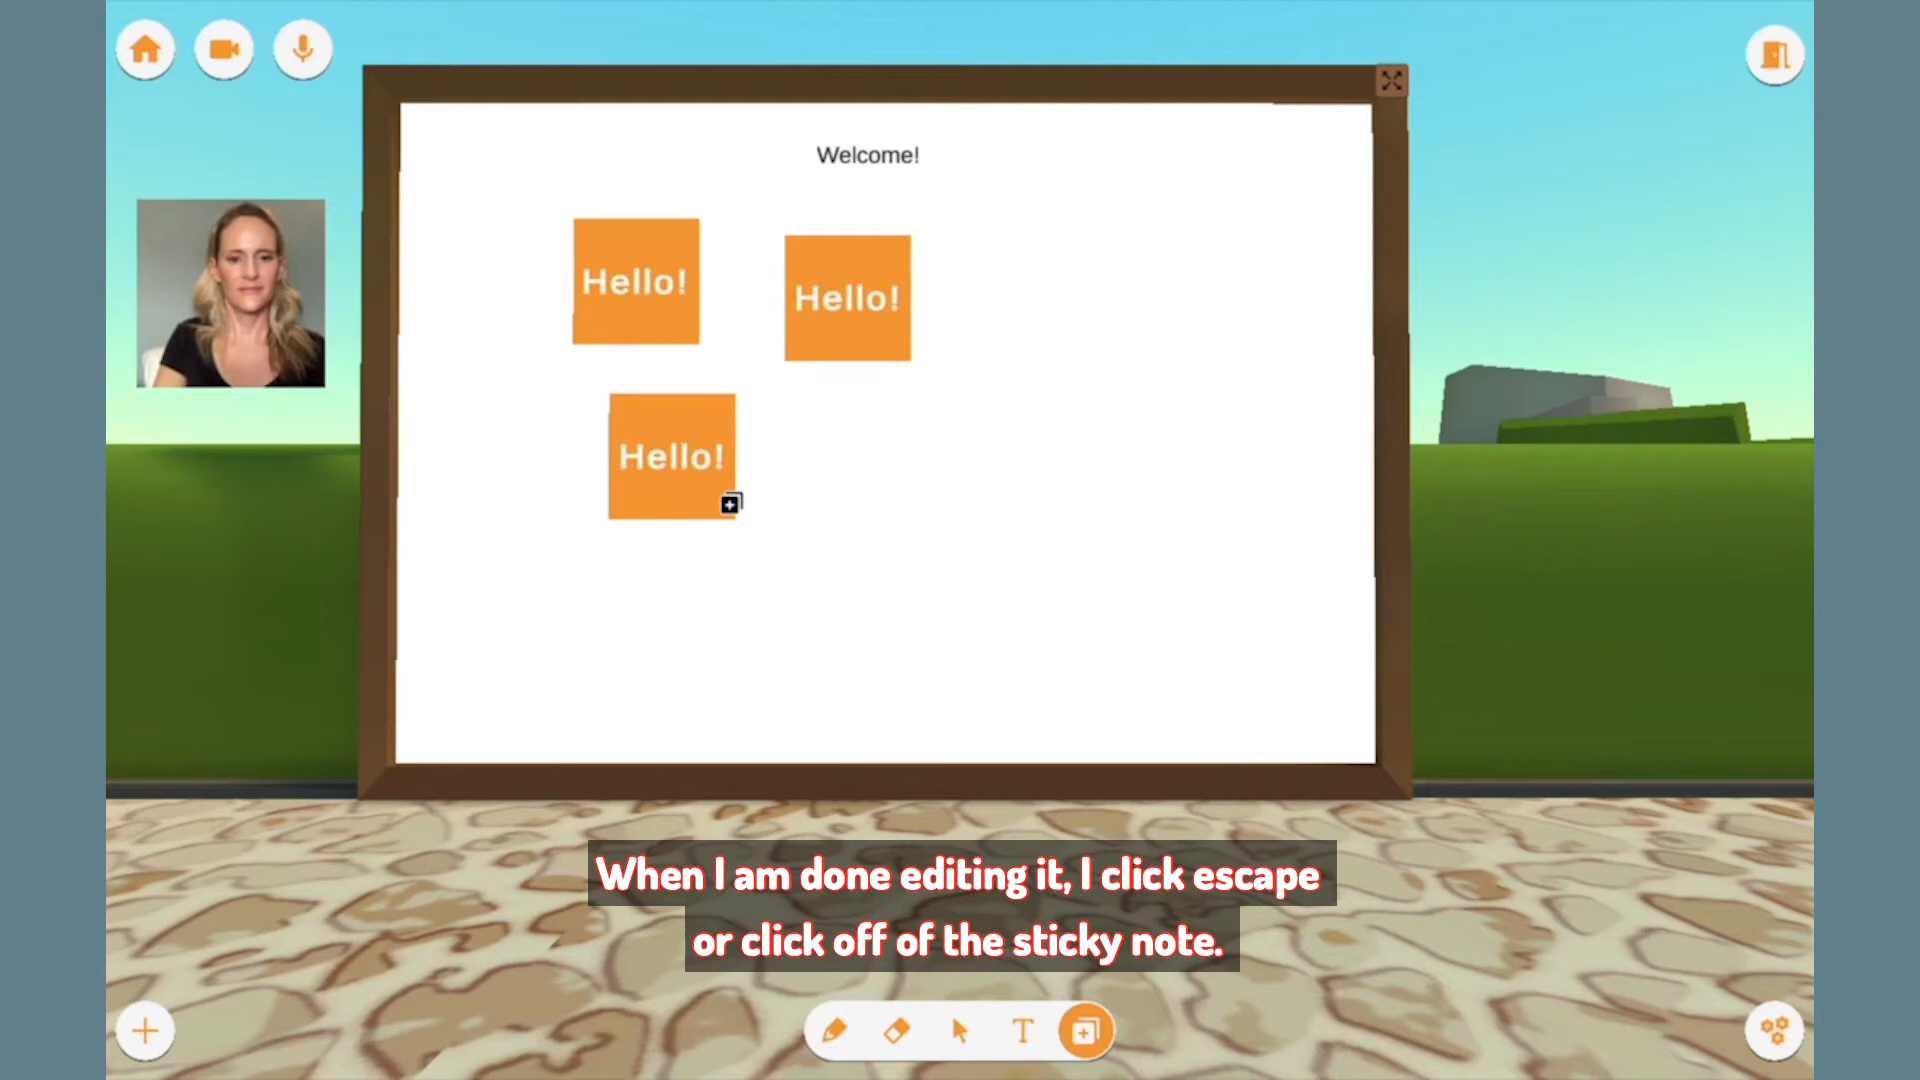 Welcome!
Hello!
Hello!
Hello!
When I am done editing it, I click escape
or click off of the sticky note.
T